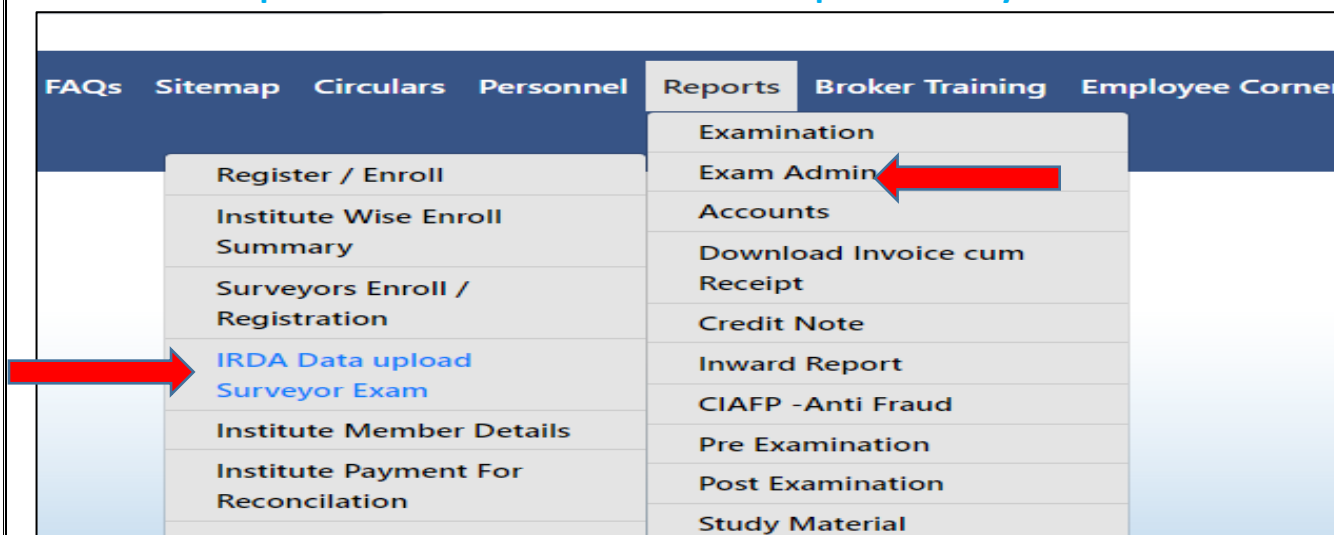 FAQs Sitemap Circulars Personnel Reports Broker Training Employee Corne
Examination
Exam Admin
Accounts
Download Invoice cum
Receipt
Credit Note
Inward Report
CIAFP -Anti Fraud
Pre Examination
Post Examination
Study Material
Register / Enroll
Institute Wise Enroll
Summary
Surveyors Enroll /
Registration
IRDA Data upload
Surveyor Exam
Institute Member Details
Institute Payment For
Reconcilation